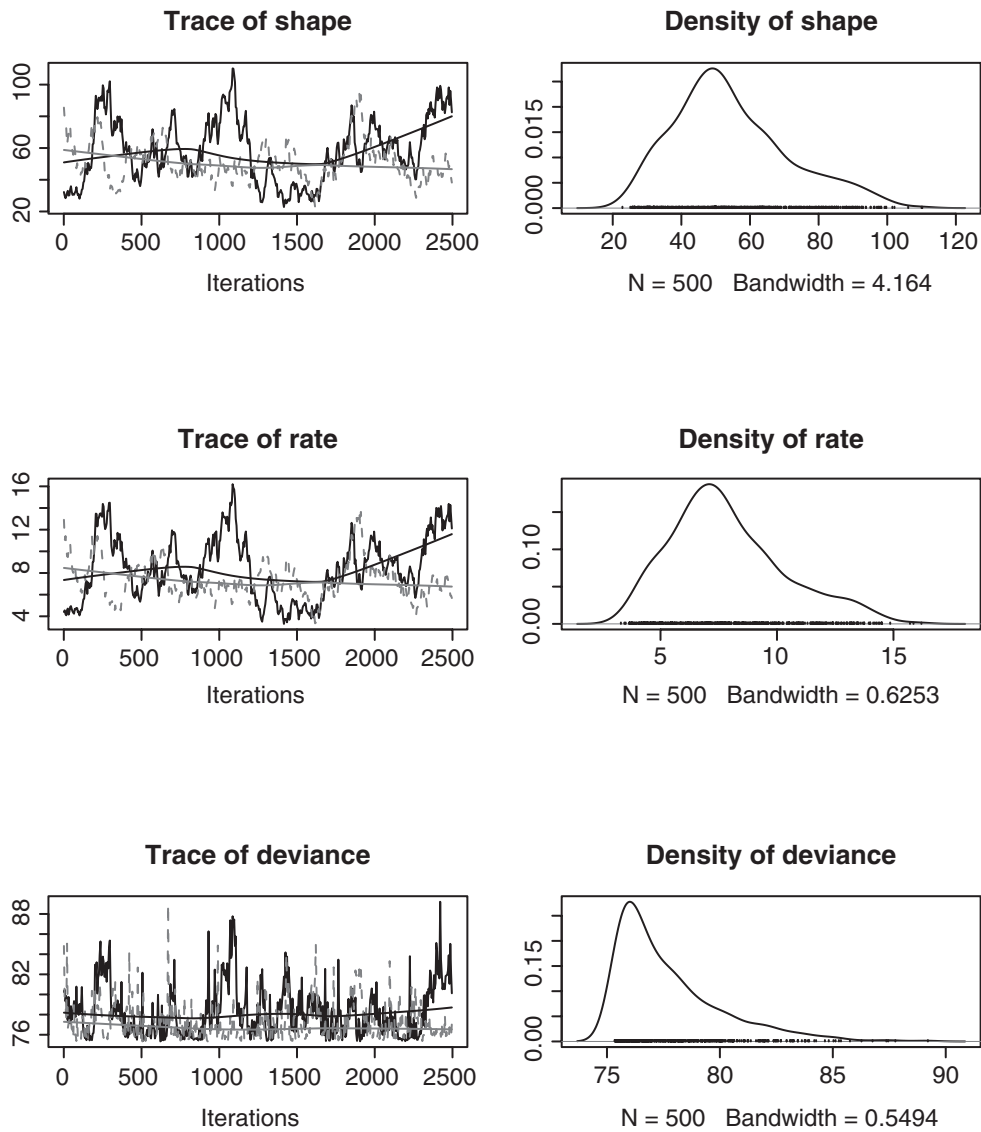 Trace of shape
Density of shape
20 60 100
0 500 1000 1500 2000 2500
Iterations
0.000 0.015
20 40 60 80 100 120
N = 500 Bandwidth = 4.164
Trace of rate
Density of rate
4 8 12 16
0 500 1000 1500 2000 2500
Iterations
0.00 0.10
5 10 15
N = 500 Bandwidth = 0.6253
Trace of deviance
Density of deviance
76 82 88
0 500 1000 1500 2000 2500
Iterations
0.00 0.15
75 80 85 90
N = 500 Bandwidth = 0.5494